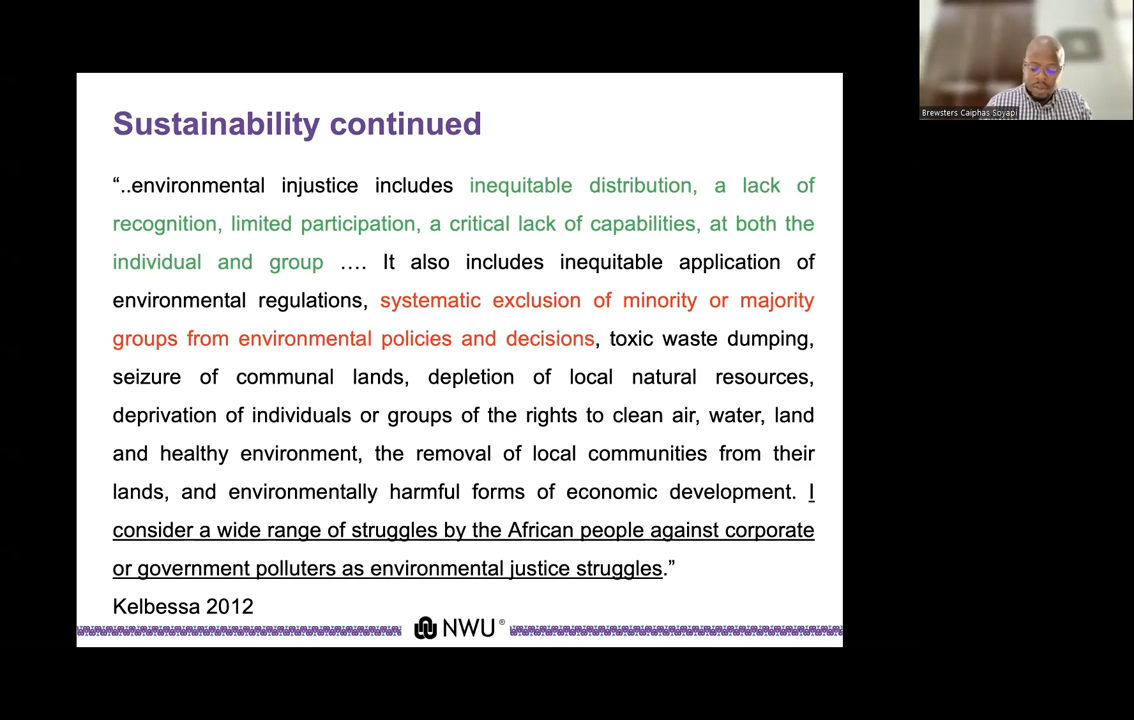 Sustainability continued
“..environmental injustice includes inequitable distribution, a lack of
recognition, limited participation, a critical lack of capabilities, at both the
individual and group …. It also includes inequitable application of
environmental regulations, systematic exclusion of minority or majority
groups from environmental policies and decisions, toxic waste dumping,
seizure of communal lands, depletion of local natural resources,
deprivation of individuals or groups of the rights to clean air, water, land
and healthy environment, the removal of local communities from their
lands, and environmentally harmful forms of economic development. I
consider a wide range of struggles by the African people against corporate
or government polluters as environmental justice struggles.”
Kelbessa 2012
NWU®
Brewsters Caiphas Soyapi